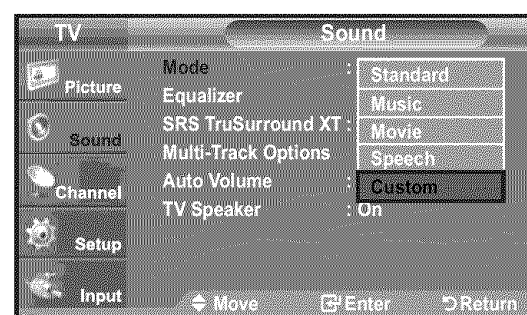 TV
Sound
Picture
Sound
Channel
Setup
Input
Mode :
Equalizer
SRS TruSurround XT :
Multi-Track Options
Auto Volume :
TV Speaker : On
Standard
Music
Movie
Speech
Custom
Move Enter Return